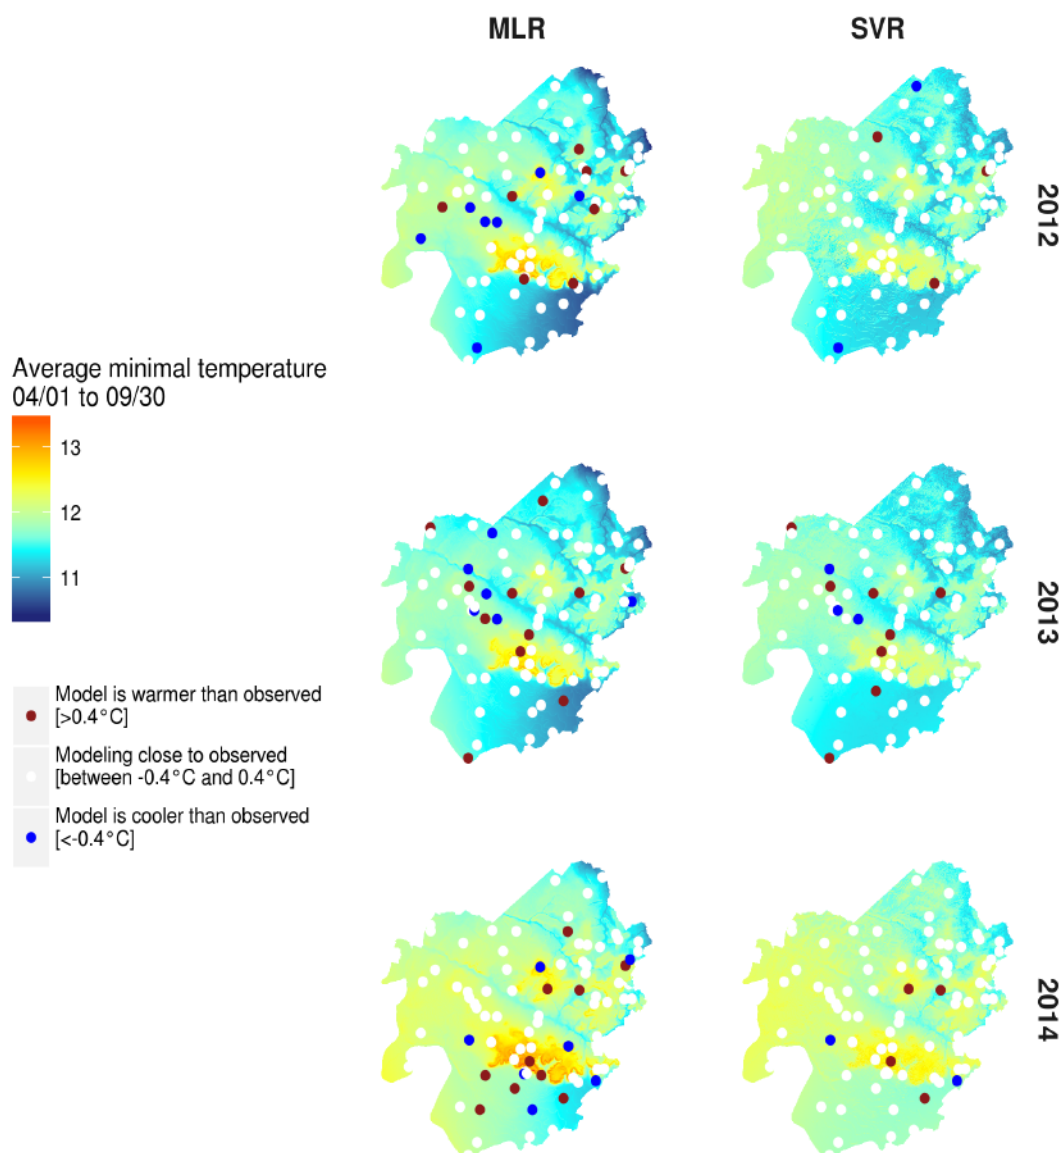 MLR
SVR
2012
Average minimal temperature
04/01 to 09/30
13
12
11
2013
Model is warmer than observed
[>0.4°C]
Modeling close to observed
[between -0.4°C and 0.4°C]
Model is cooler than observed
[<-0.4°C]
2014